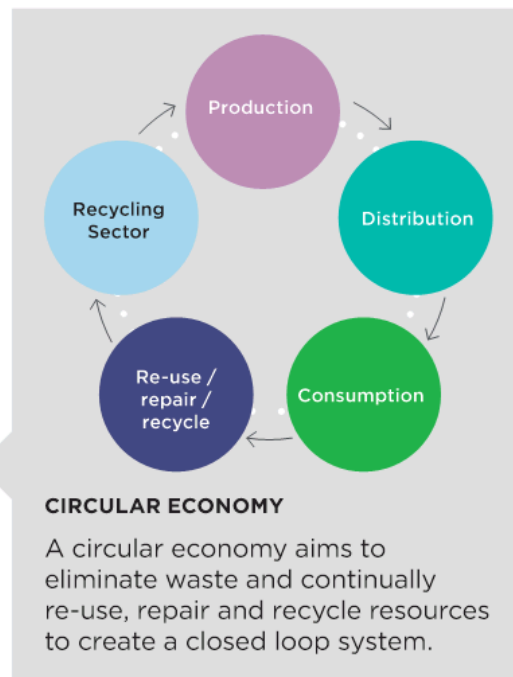 Production
Distribution
Consumption
Re-use /
repair /
recycle
Recycling
Sector
CIRCULAR ECONOMY
A circular economy aims to
eliminate waste and continually
re-use, repair and recycle resources
to create a closed loop system.